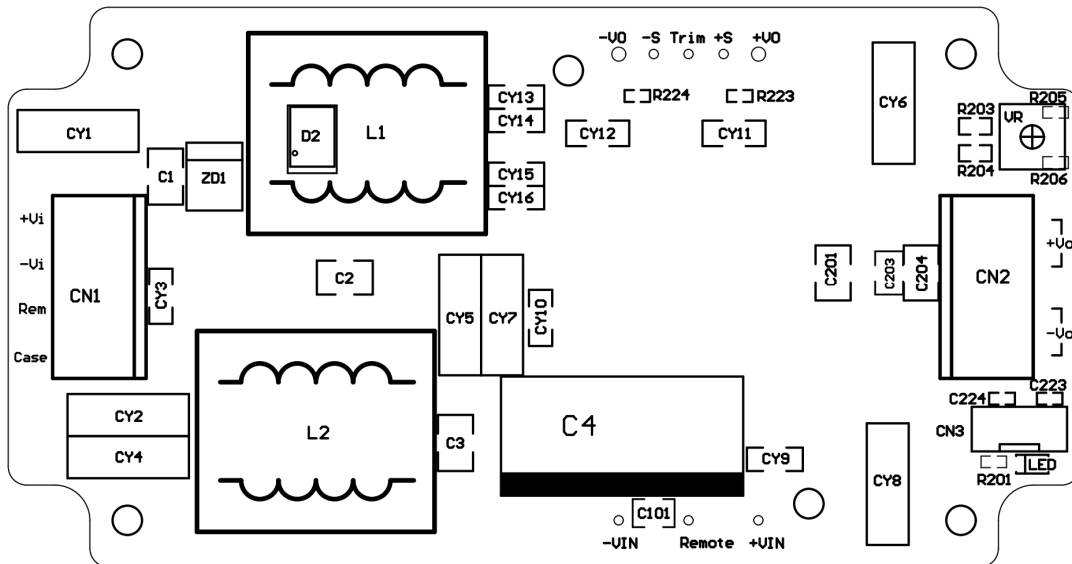 -VO -S Trim +S +VO
CY13
R224 R223
CY6
R205
R203
VR
CY14
CY1
D2
L1
CY12
CY11
C1
ZD1
CY15
R204
R206
CY16
+Vi
+Vo
-Vi
C2
C201
C203
C204
CN2
CN1
CY3
Rem
CY5
CY7
CY10
-Vo
Case
C224
C223
CY2
L2
C3
C4
CN3
CY4
CY9
LED
CY8
R201
C101
-VIN Remote +VIN